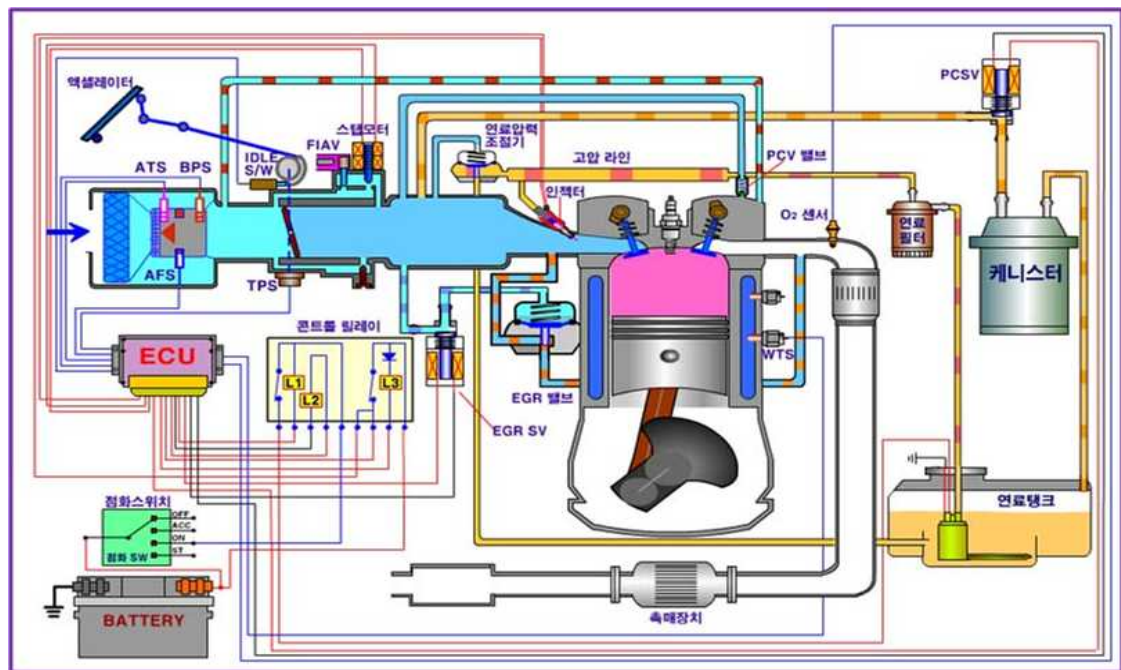 액셀레이터
ATS
BPS
IDLE
S/W
FIAV
스텝모터
연료압력
조절기
고압 라인
인젝터
PCV 밸브
PCSV
O₂ 센서
연료
필터
케니스터
AFS
TPS
ECU
콘트롤 릴레이
L1
L2
L3
EGR 밸브
EGR SV
WTS
점화스위치
OFF
ACC
ON
ST
점화 SW
BATTERY
촉매장치
연료탱크